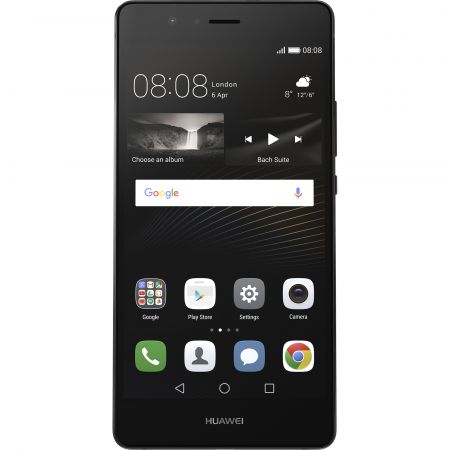 08:08
08:08
London
6 Apr
8° 12°/6°
Choose an album
Bach Suite
Google
Google
Play Store
Settings
Camera
HUAWEI